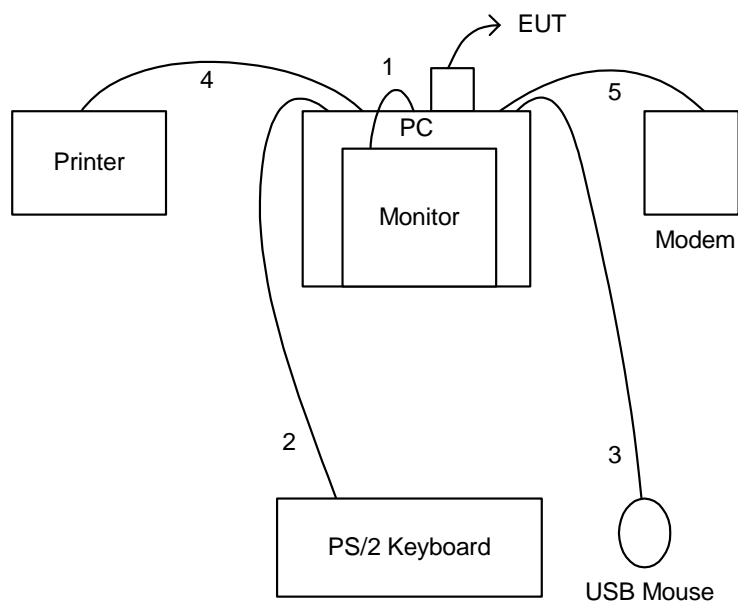 EUT
1
4
5
PC
Printer
Monitor
Modem
2
3
PS/2 Keyboard
USB Mouse